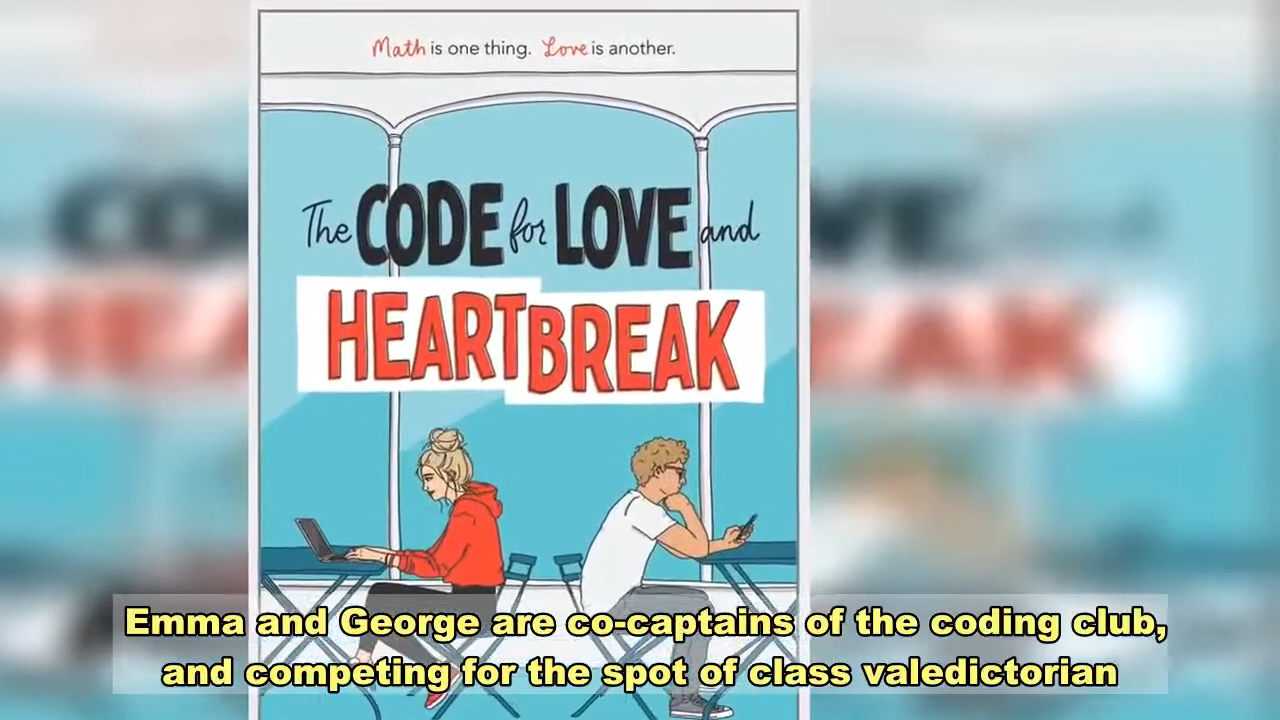 Math is one thing. Love is another.
The CODE for LOVE and
HEARTBREAK
Emma and George are co-captains of the coding club,
and competing for the spot of class valedictorian